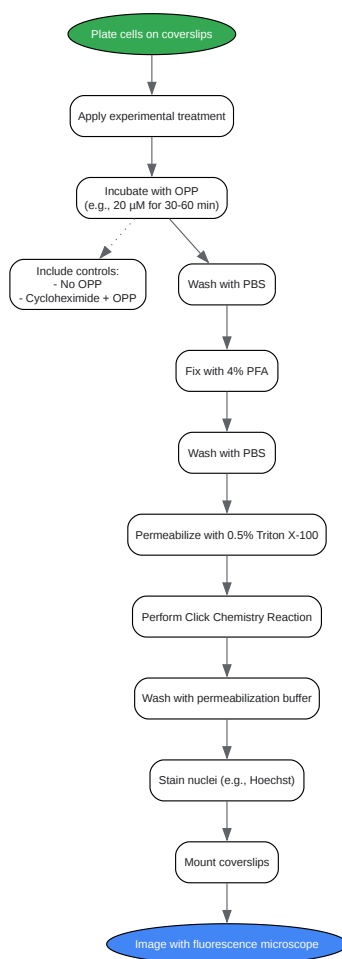 Plate cells on coverslips
Apply experimental treatment
Incubate with OPP
(e.g., 20 µM for 30-60 min)
Include controls:
- No OPP
- Cycloheximide + OPP
Wash with PBS
Fix with 4% PFA
Wash with PBS
Permeabilize with 0.5% Triton X-100
Perform Click Chemistry Reaction
Wash with permeabilization buffer
Stain nuclei (e.g., Hoechst)
Mount coverslips
Image with fluorescence microscope